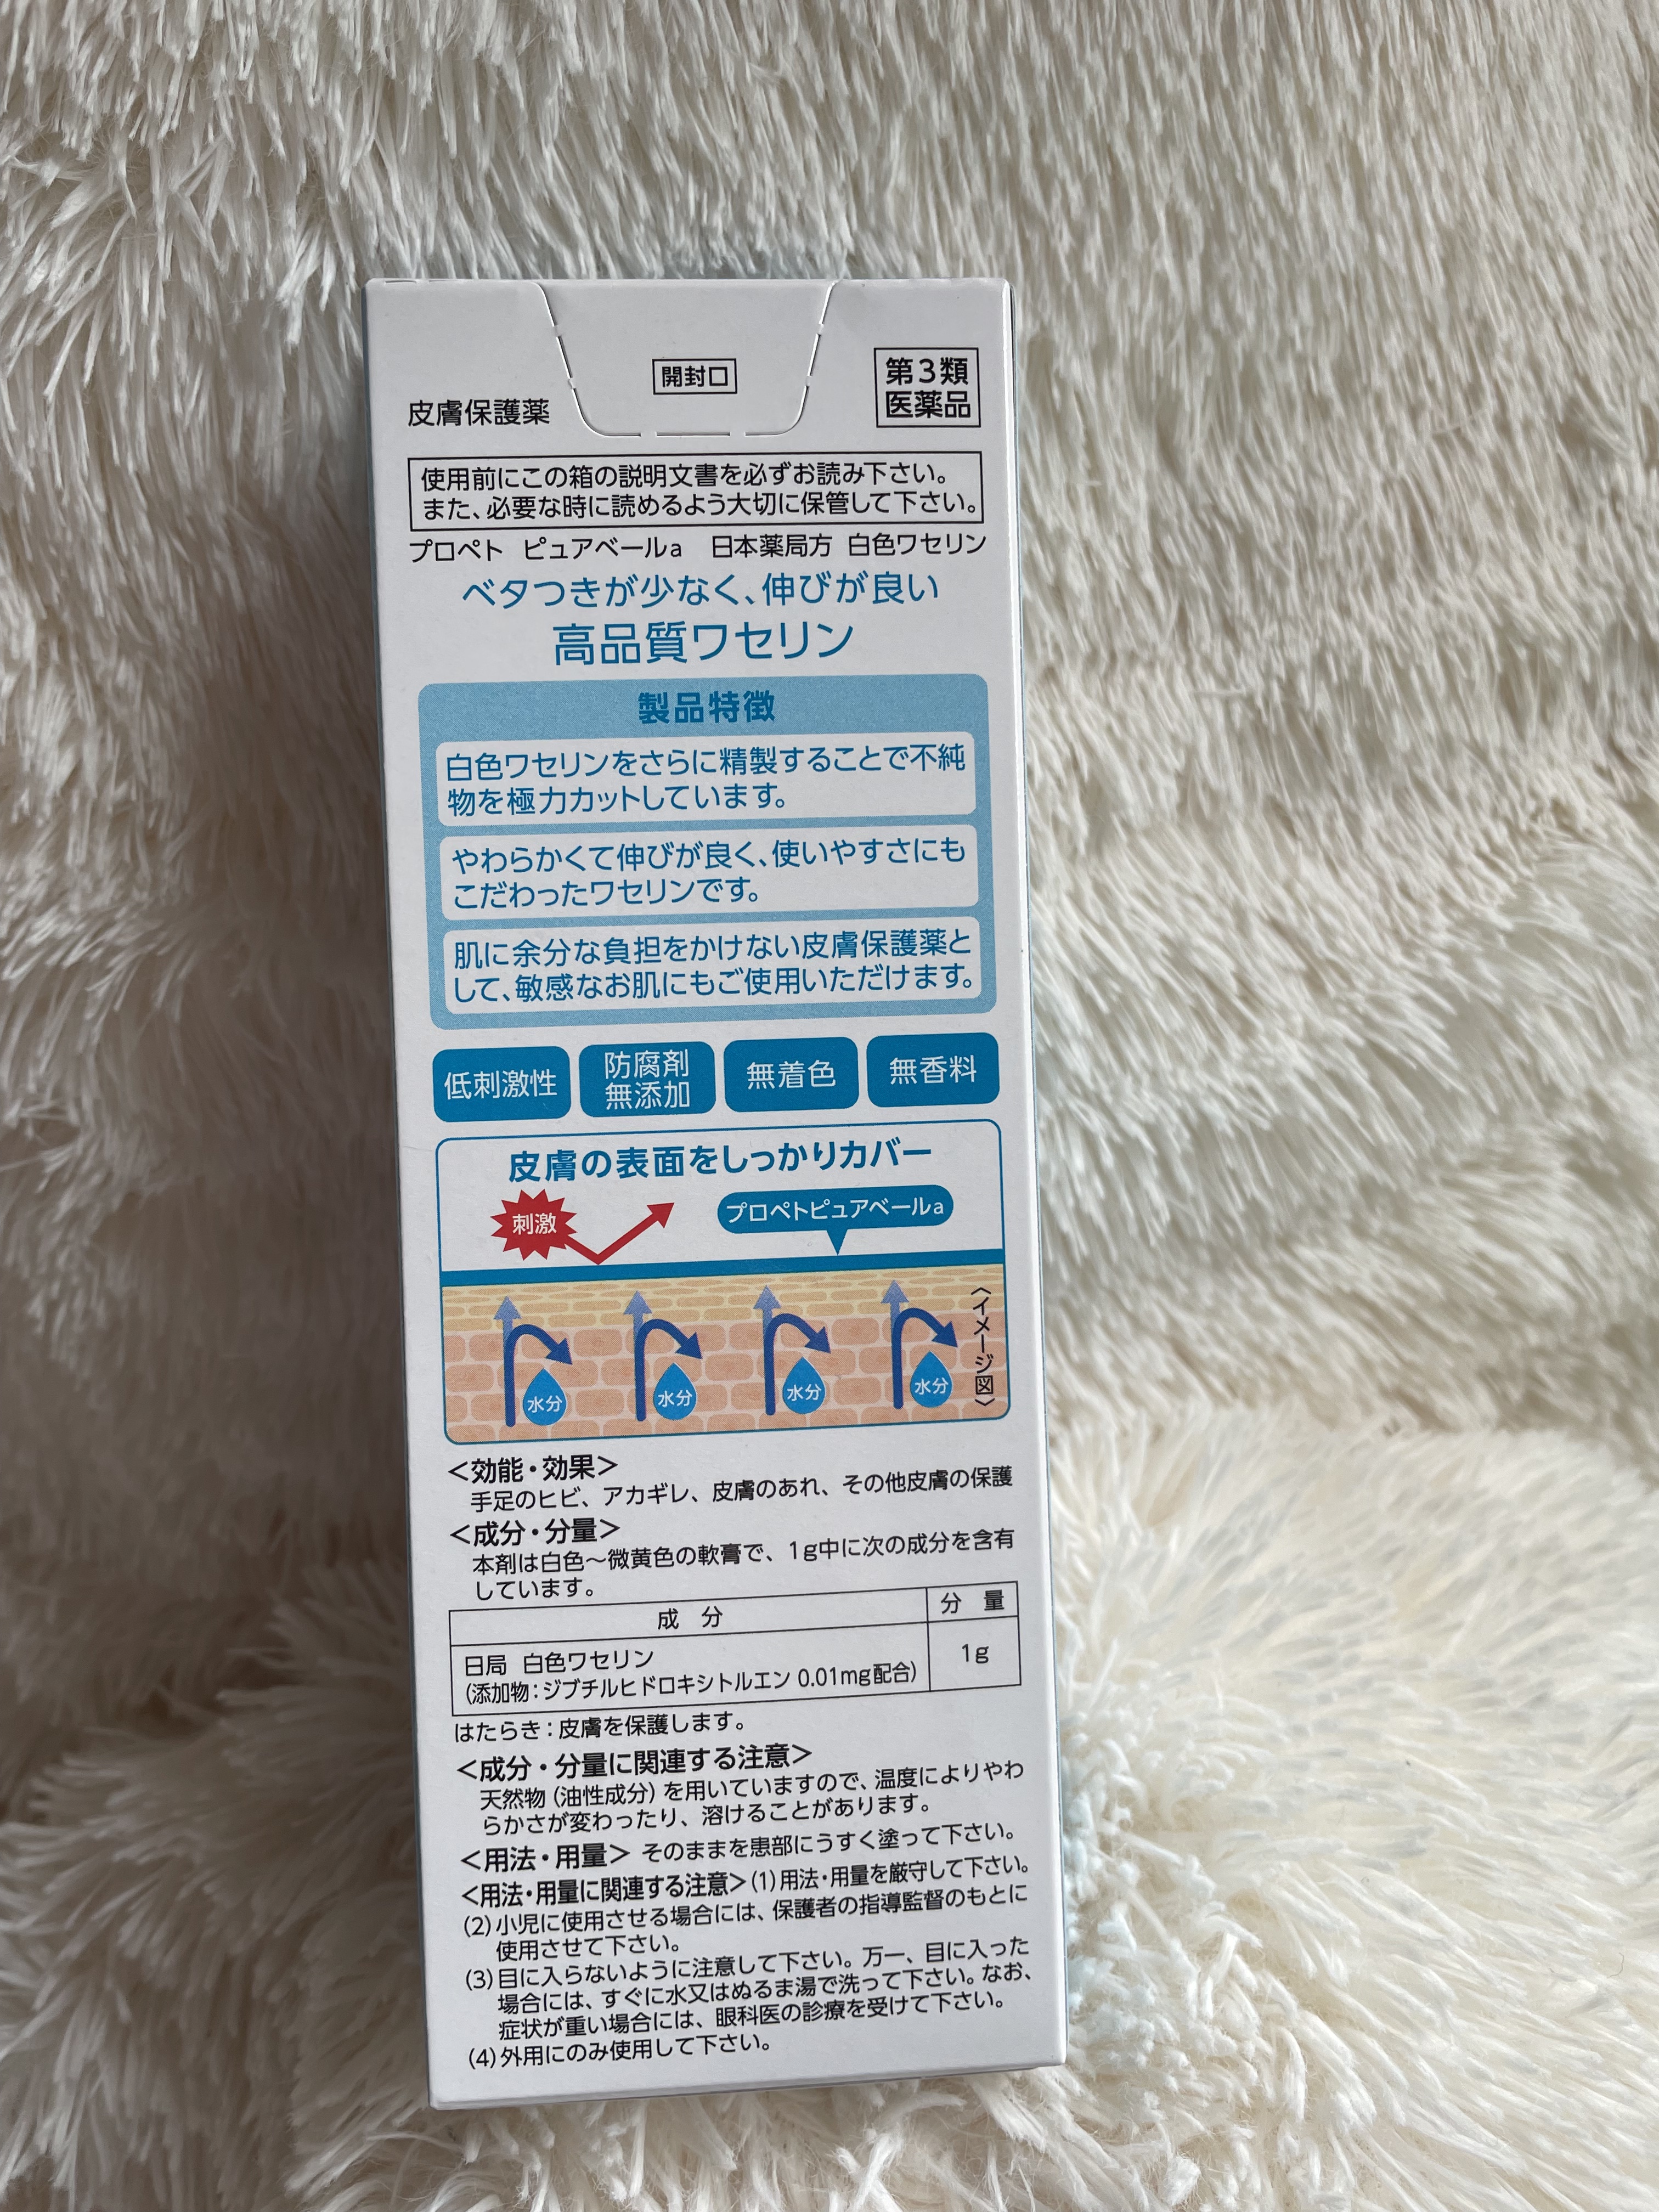 開封口
第3類
医薬品
皮膚保護薬
使用前にこの箱の説明文書を必ずお読み下さい。
また、必要な時に読めるよう大切に保管して下さい。
プロペト ピュアベールa 日本薬局方 白色ワセリン
ベタつきが少なく、伸びが良い
高品質ワセリン
製品特徴
白色ワセリンをさらに精製することで不純
物を極力カットしています。
やわらかくて伸びが良く、使いやすさにも
こだわったワセリンです。
肌に余分な負担をかけない皮膚保護薬と
して、敏感なお肌にもご使用いただけます。
低刺激性
防腐剤
無添加
無着色
無香料
皮膚の表面をしっかりカバー
刺激
プロペトピュアベールa
水分
水分
水分
水分
〈イメージ図〉
<効能・効果>
手足のヒビ、アカギレ、皮膚のあれ、その他皮膚の保護
<成分・分量>
本剤は白色～微黄色の軟膏で、1g中に次の成分を含有
しています。
成 分 分 量
日局 白色ワセリン
(添加物:ジブチルヒドロキシトルエン 0.01mg配合)
1g
はたらき:皮膚を保護します。
<成分・分量に関連する注意>
天然物(油性成分)を用いていますので、温度によりやわ
らかさが変わったり、溶けることがあります。
<用法・用量> そのままを患部にうすく塗って下さい。
<用法・用量に関連する注意>(1)用法・用量を厳守して下さい。
(2)小児に使用させる場合には、保護者の指導監督のもとに
使用させて下さい。
(3)目に入らないように注意して下さい。万一、目に入った
場合には、すぐに水又はぬるま湯で洗って下さい。なお、
症状が重い場合には、眼科医の診療を受けて下さい。
(4)外用にのみ使用して下さい。